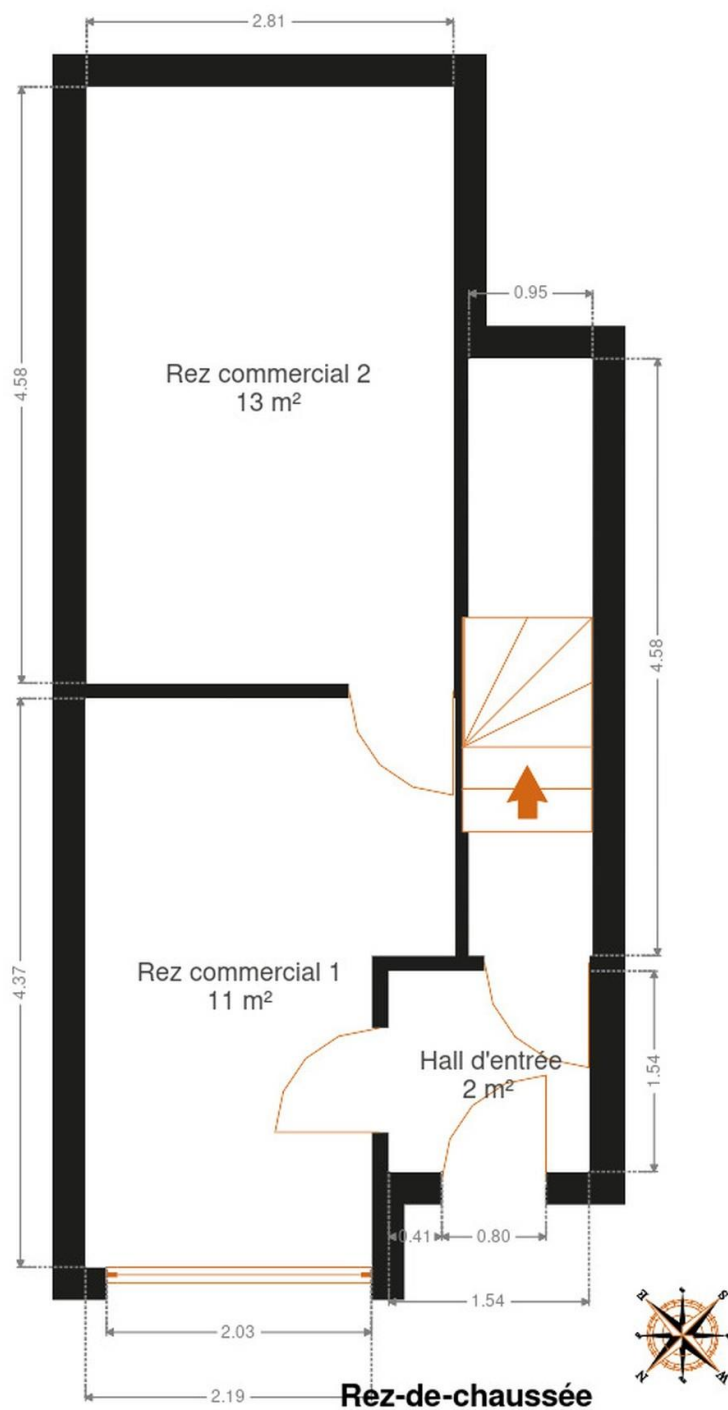 2.81
0.95
4.58
Rez commercial 2
13 m²
4.58
4.37
Rez commercial 1
11 m²
Hall d'entrée
2 m²
1.54
0.41
0.80
1.54
2.03
2.19
E
S
N
W
Rez-de-chaussée